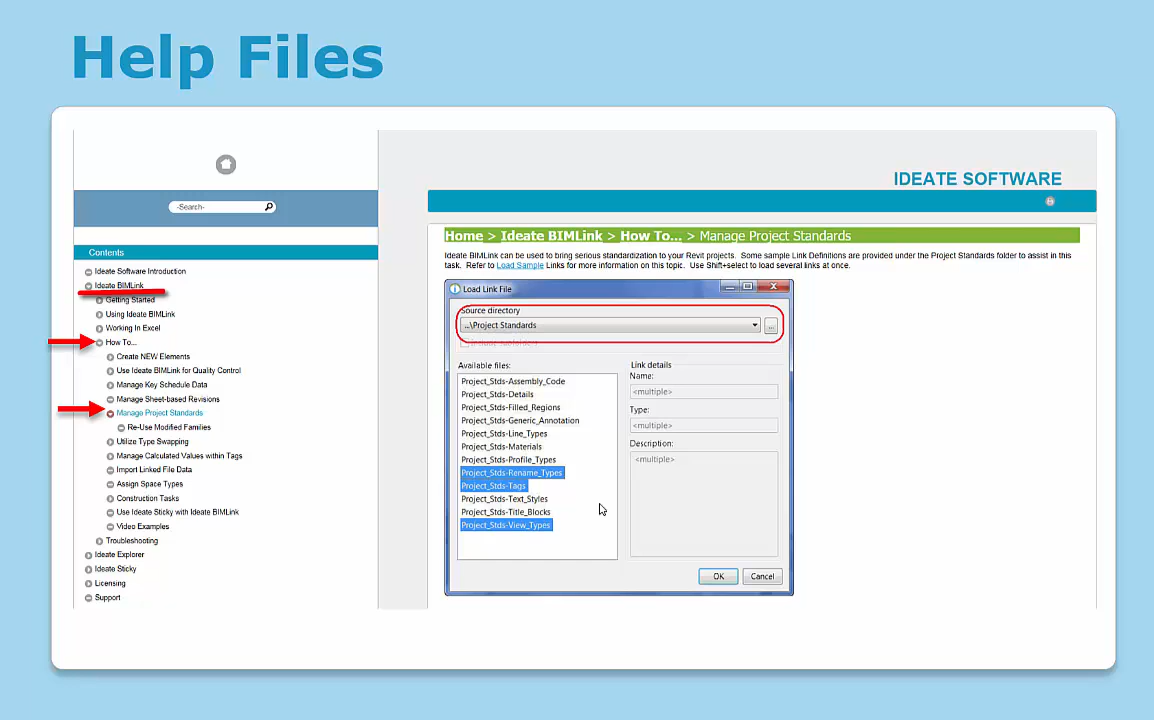 Help Files
-Search-
Contents
Ideate Software Introduction
Ideate BIMLink
Getting Started
Using Ideate BIMLink
Working In Excel
How To...
Create NEW Elements
Use Ideate BIMLink for Quality Control
Manage Key Schedule Data
Manage Sheet-based Revisions
Manage Project Standards
Re-Use Modified Families
Utilize Type Swapping
Manage Calculated Values within Tags
Import Linked File Data
Assign Space Types
Construction Tasks
Use Ideate Sticky with Ideate BIMLink
Video Examples
Troubleshooting
Ideate Explorer
Ideate Sticky
Licensing
Support
IDEATE SOFTWARE
Home > Ideate BIMLink > How To... > Manage Project Standards
Ideate BIMLink can be used to bring serious standardization to your Revit projects. Some sample Link Definitions are provided under the Project Standards folder to assist in this
task. Refer to Load Sample Links for more information on this topic. Use Shift+select to load several links at once.
Load Link File
Source directory
..\Project Standards
...
Available files:
Project_Stds-Assembly_Code
Project_Stds-Details
Project_Stds-Filled_Regions
Project_Stds-Generic_Annotation
Project_Stds-Line_Types
Project_Stds-Materials
Project_Stds-Profile_Types
Project_Stds-Rename_Types
Project_Stds-Tags
Project_Stds-Text_Styles
Project_Stds-Title_Blocks
Project_Stds-View_Types
Link details
Name:
<multiple>
Type:
<multiple>
Description:
<multiple>
OK
Cancel